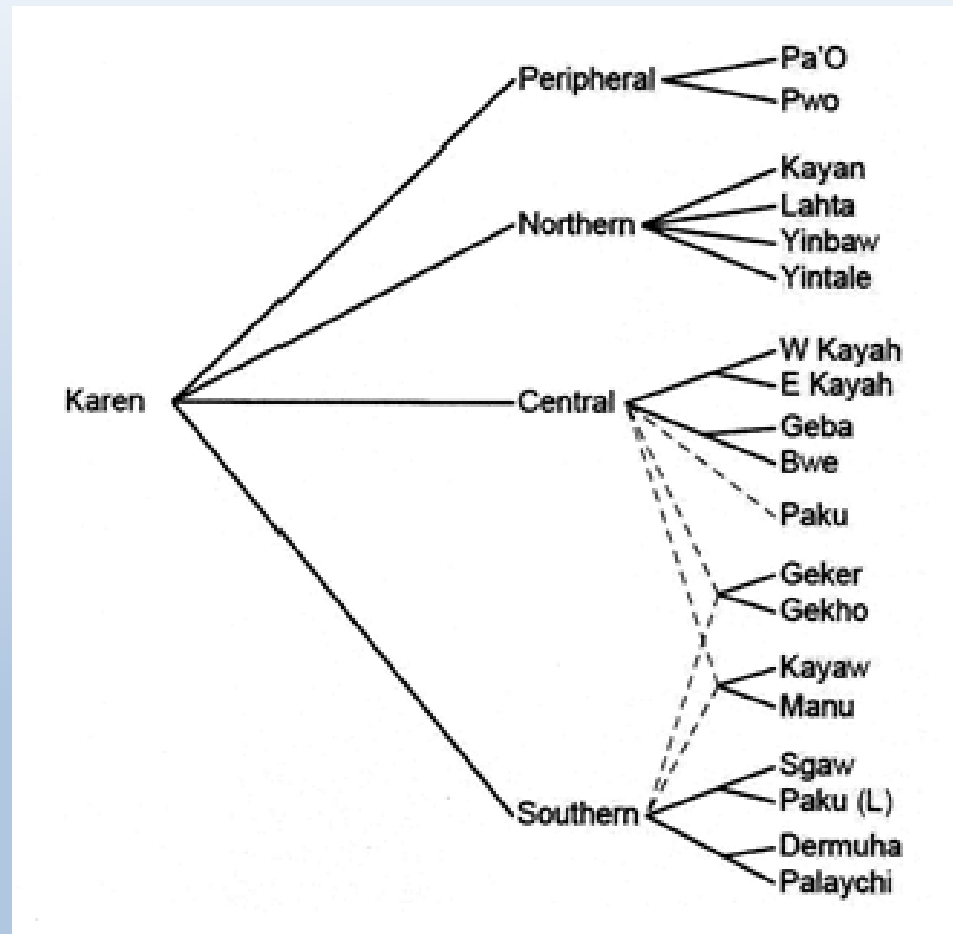 Karen
Peripheral
Pa'O
Pwo
Northern
Kayan
Lahta
Yinbaw
Yintale
Central
W Kayah
E Kayah
Geba
Bwe
Paku
Geker
Gekho
Kayaw
Manu
Southern
Sgaw
Paku (L)
Dermuha
Palaychi